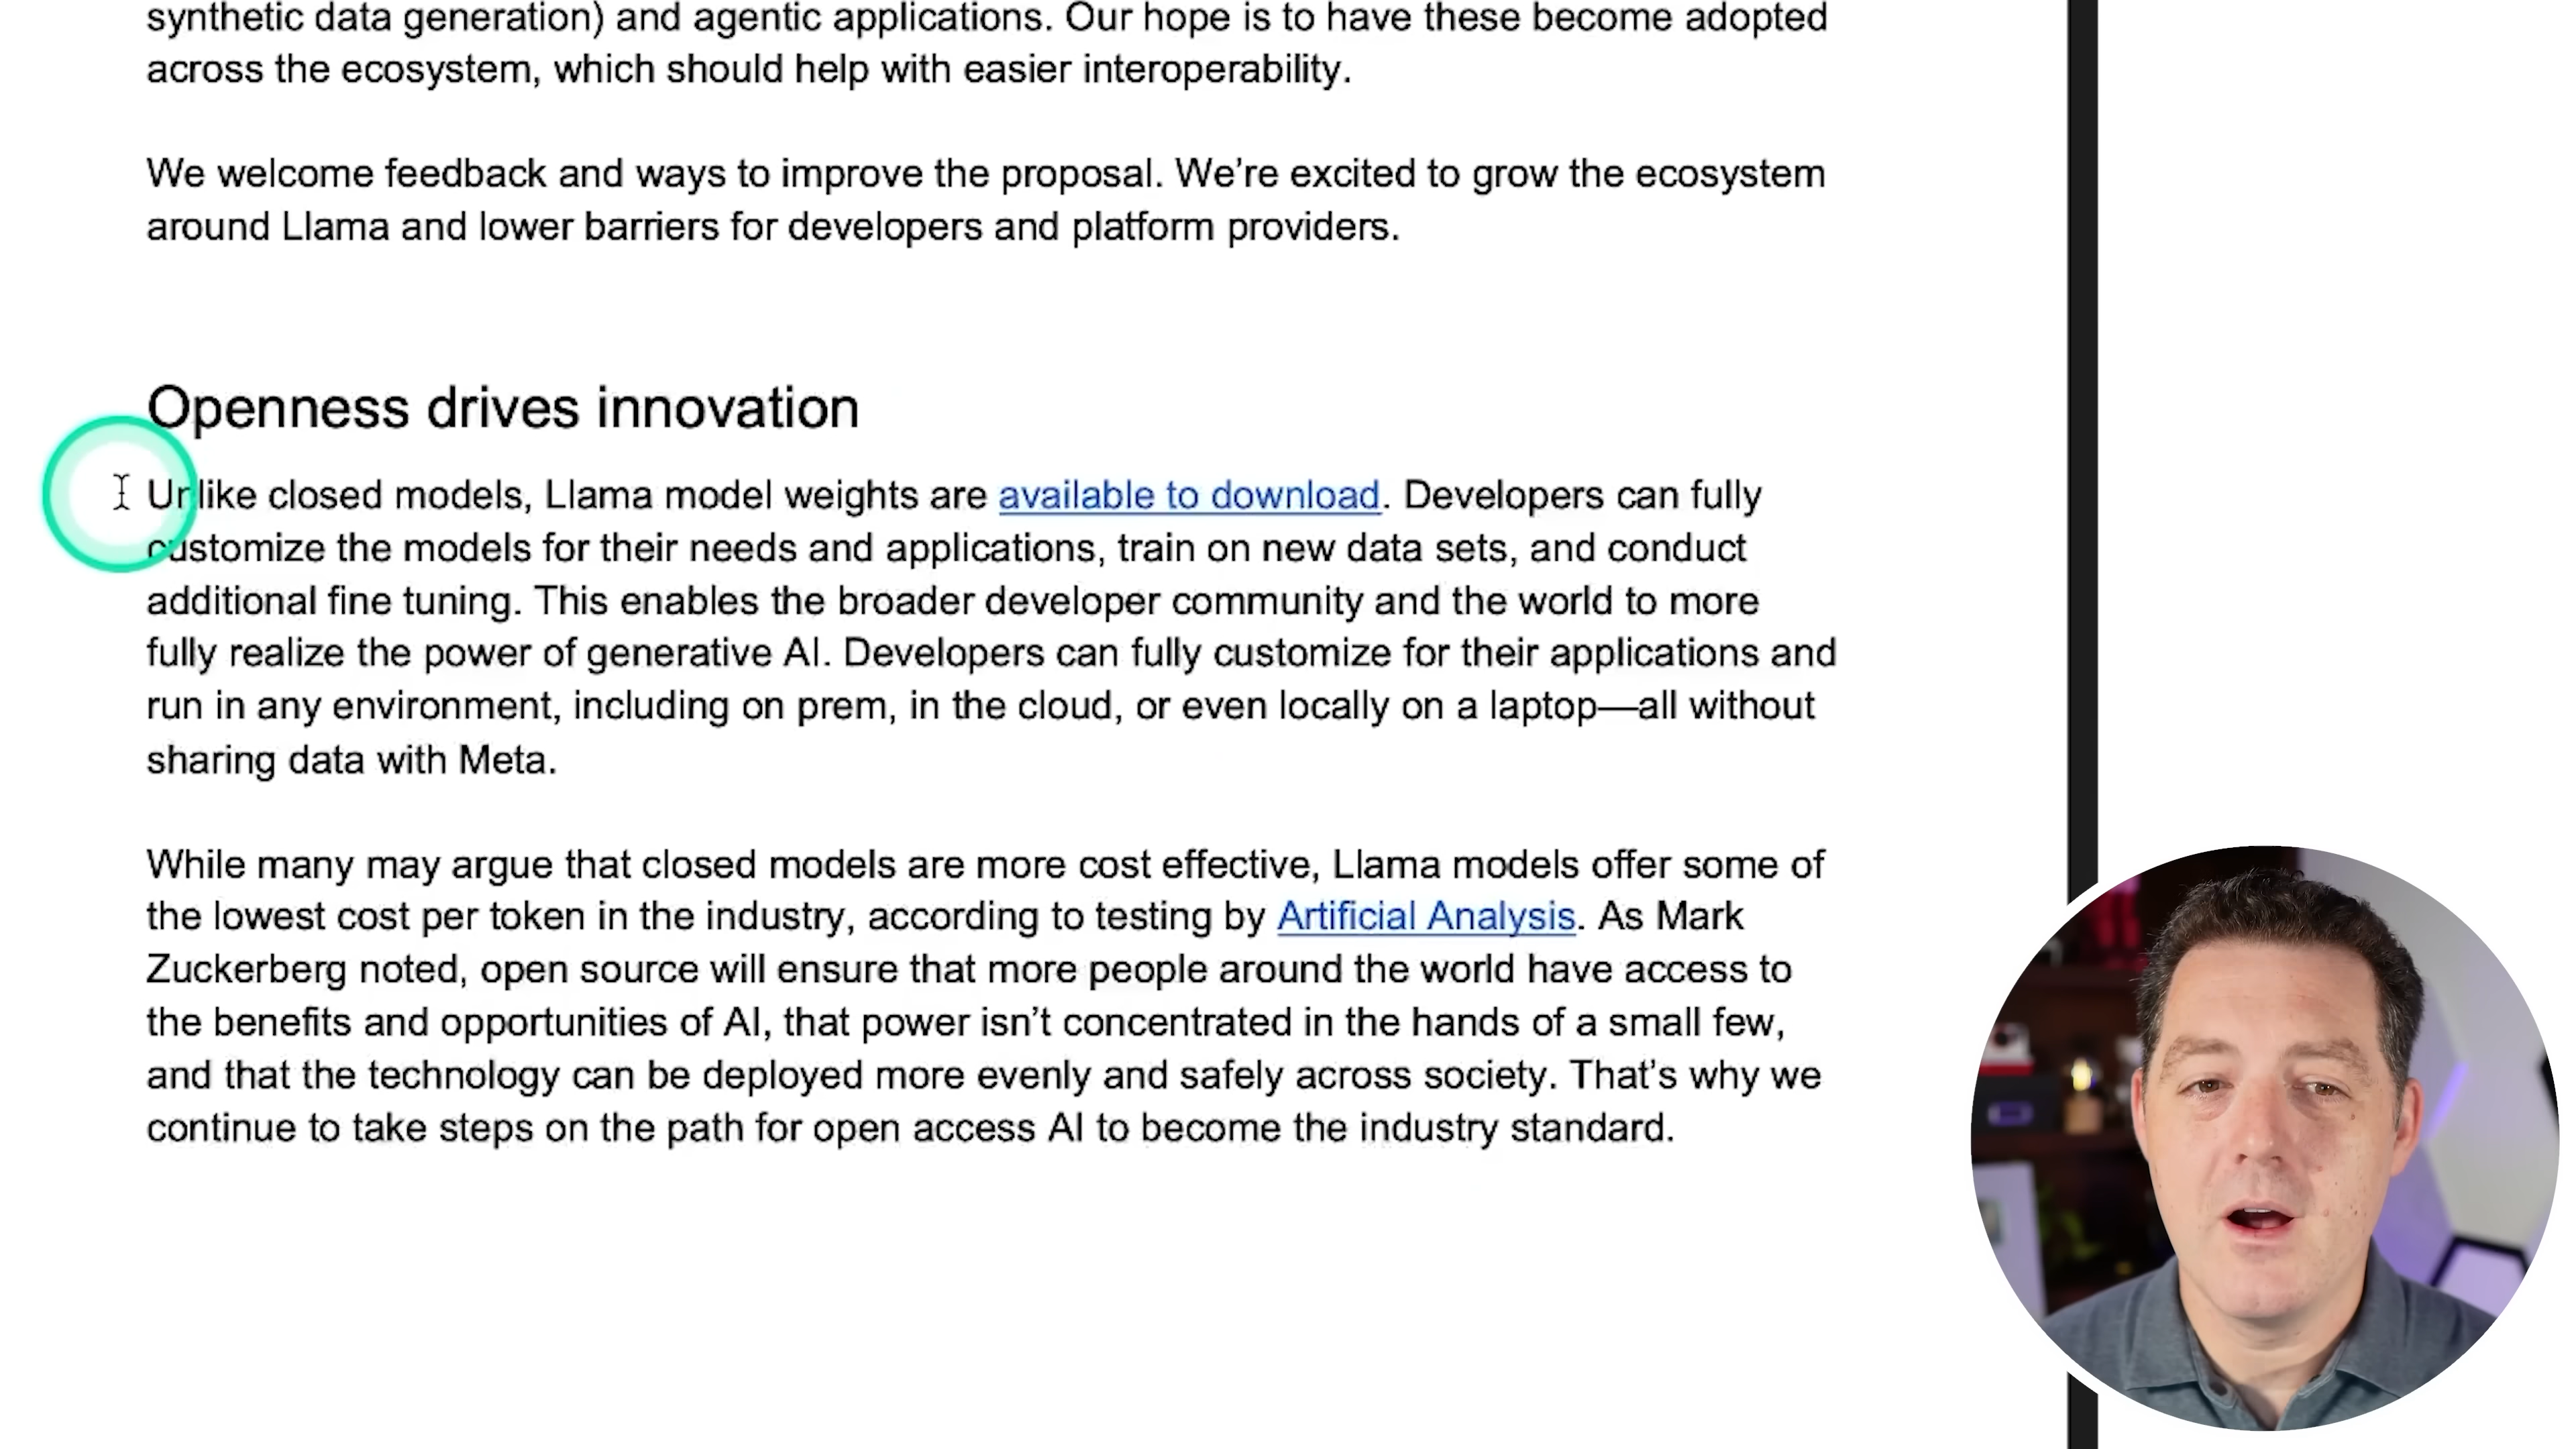 synthetic data generation) and agentic applications. Our hope is to have these become adopted
across the ecosystem, which should help with easier interoperability.
We welcome feedback and ways to improve the proposal. We’re excited to grow the ecosystem
around Llama and lower barriers for developers and platform providers.
Openness drives innovation
Unlike closed models, Llama model weights are available to download. Developers can fully
customize the models for their needs and applications, train on new data sets, and conduct
additional fine tuning. This enables the broader developer community and the world to more
fully realize the power of generative AI. Developers can fully customize for their applications and
run in any environment, including on prem, in the cloud, or even locally on a laptop—all without
sharing data with Meta.
While many may argue that closed models are more cost effective, Llama models offer some of
the lowest cost per token in the industry, according to testing by Artificial Analysis. As Mark
Zuckerberg noted, open source will ensure that more people around the world have access to
the benefits and opportunities of AI, that power isn’t concentrated in the hands of a small few,
and that the technology can be deployed more evenly and safely across society. That’s why we
continue to take steps on the path for open access AI to become the industry standard.